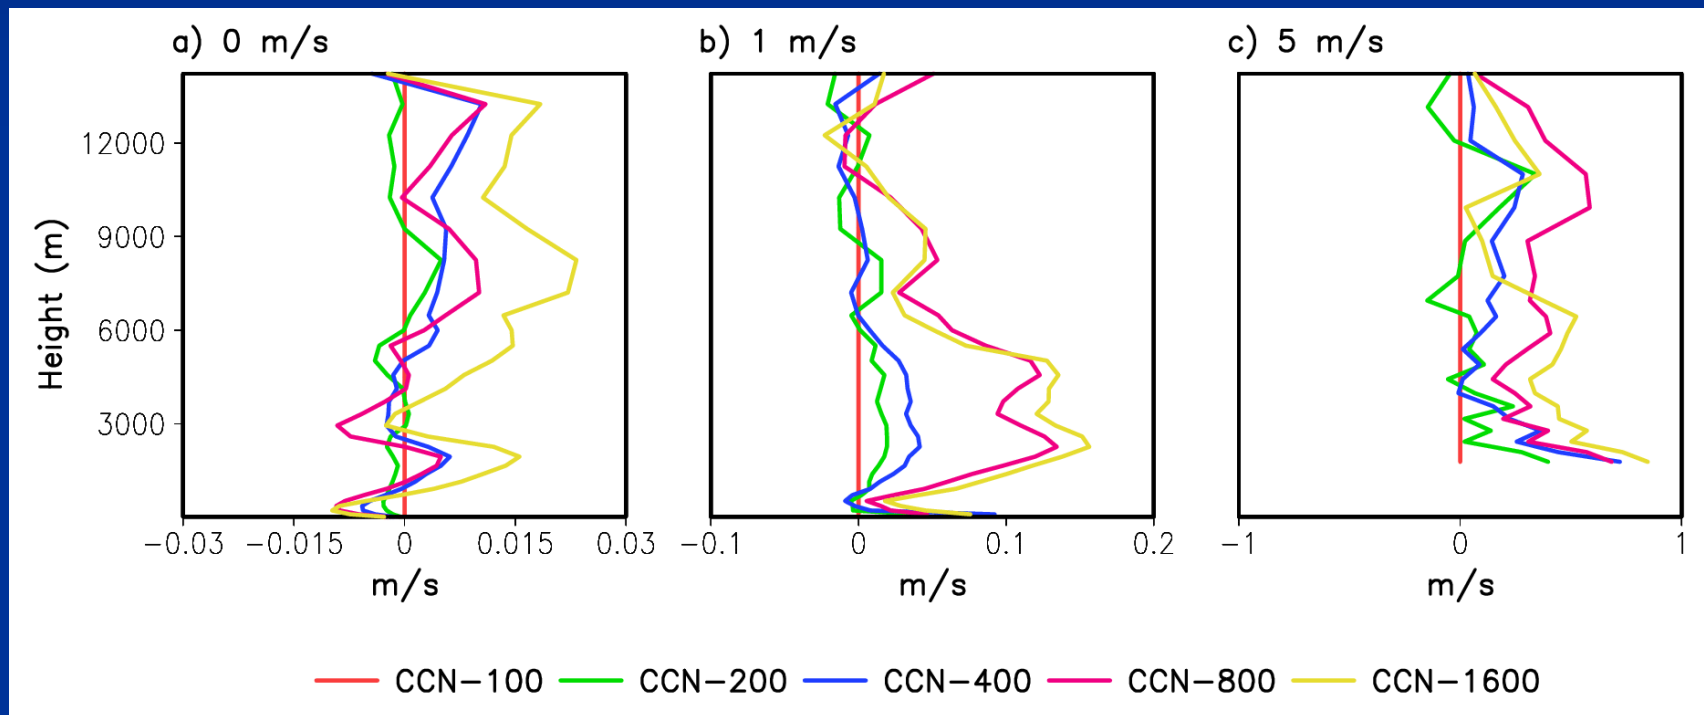 a) 0 m/s
b) 1 m/s
c) 5 m/s
Height (m)
12000
9000
6000
3000
−0.03 −0.015 0 0.015 0.03
−0.1 0 0.1 0.2
−1 0 1
m/s
m/s
m/s
CCN−100 CCN−200 CCN−400 CCN−800 CCN−1600